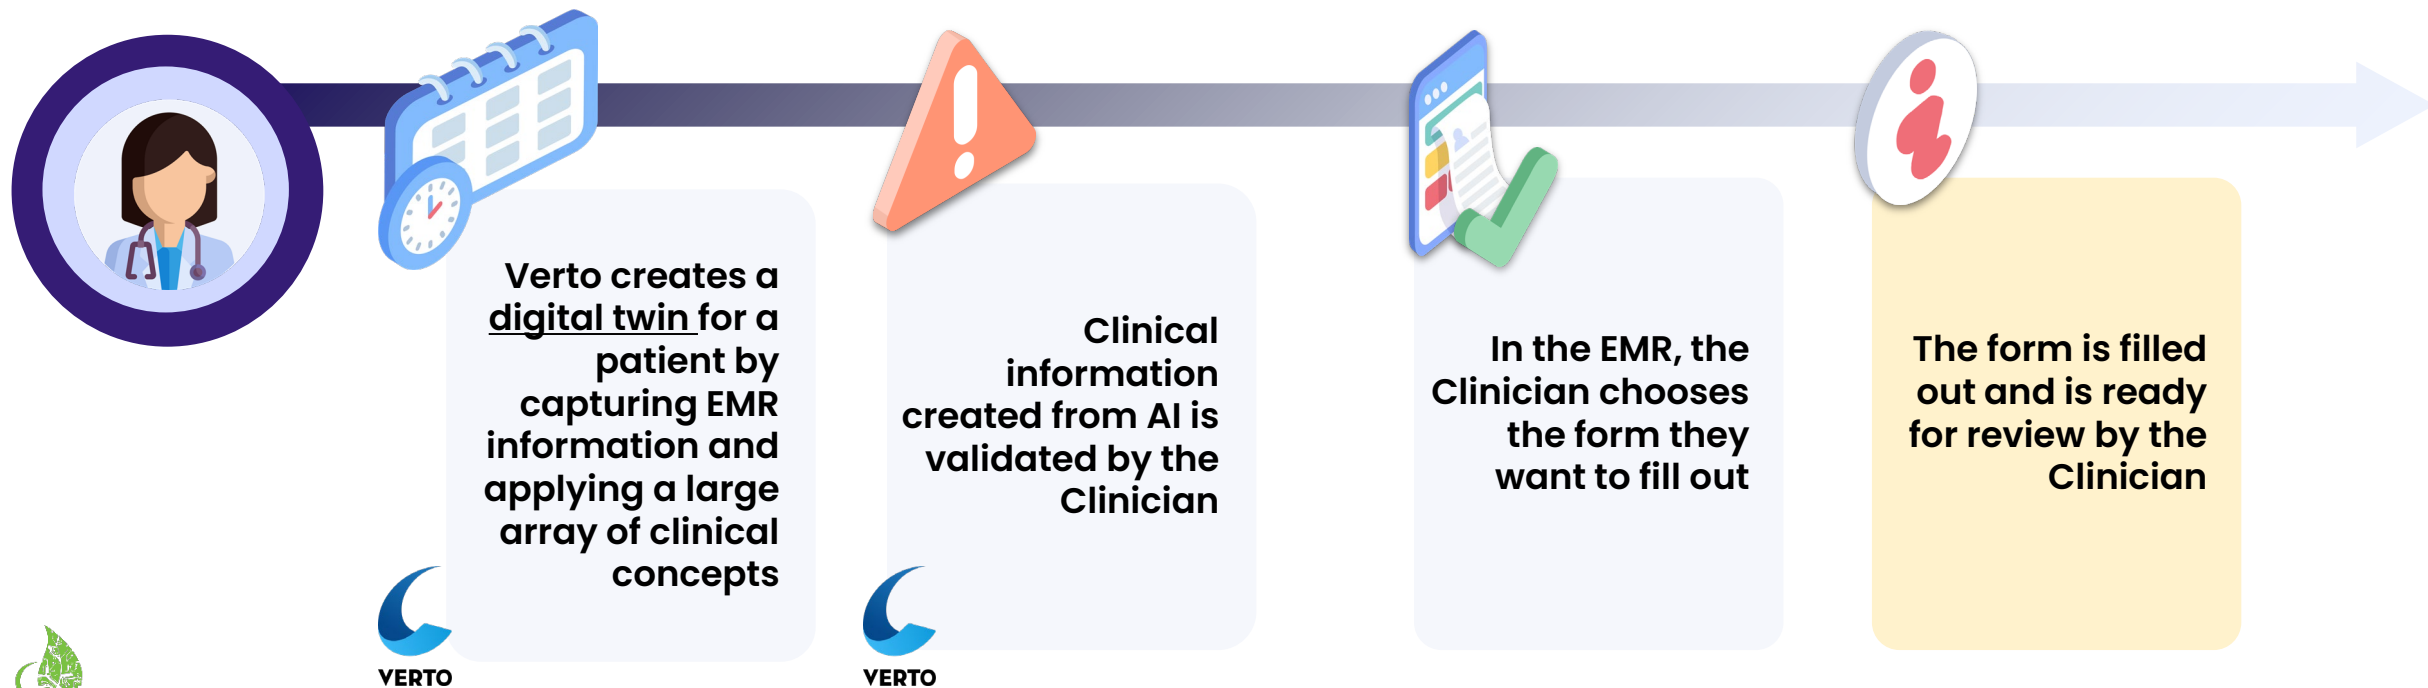 Verto creates a
digital twin for a
patient by
capturing EMR
information and
applying a large
array of clinical
concepts
VERTO
Clinical
information
created from AI is
validated by the
Clinician
VERTO
In the EMR, the
Clinician chooses
the form they
want to fill out
The form is filled
out and is ready
for review by the
Clinician